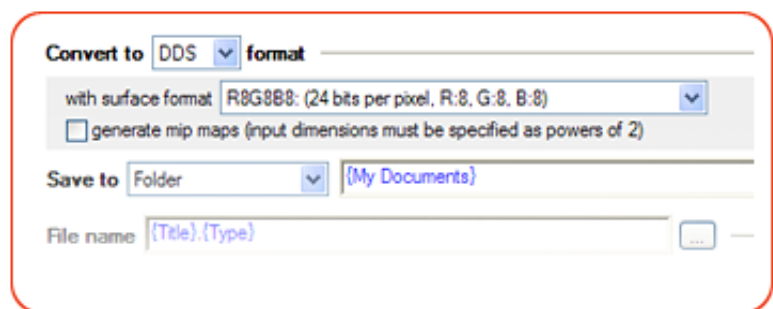 Convert to DDS format
with surface format R8G8B8: (24 bits per pixel, R:8, G:8, B:8)
generate mip maps (input dimensions must be specified as powers of 2)
Save to Folder {My Documents}
File name {Title}.{Type} ...